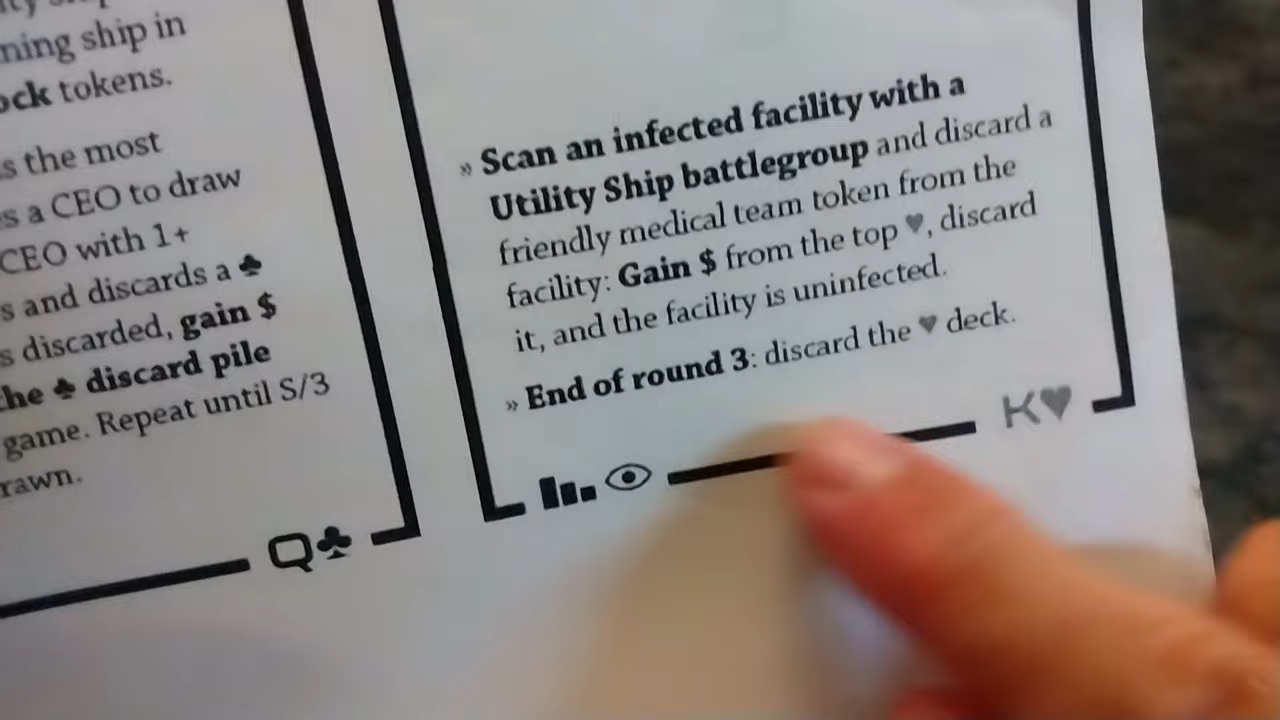 ning ship in
ock tokens.
s the most
s a CEO to draw
CEO with 1+
s and discards a ♣
s discarded, gain $
the ♣ discard pile
game. Repeat until S/3
rawn.
Q♣
» Scan an infected facility with a
Utility Ship battlegroup and discard a
friendly medical team token from the
facility: Gain $ from the top ♥, discard
it, and the facility is uninfected.
» End of round 3: discard the ♥ deck.
K♥